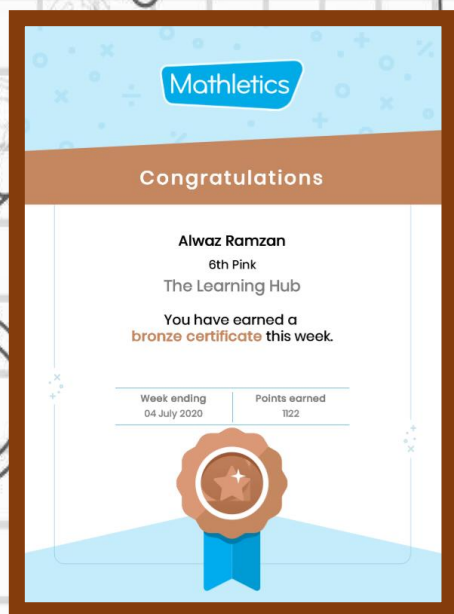 Mathletics
Congratulations
Alwaz Ramzan
6th Pink
The Learning Hub
You have earned a
bronze certificate this week.
Week ending
04 July 2020
Points earned
1122